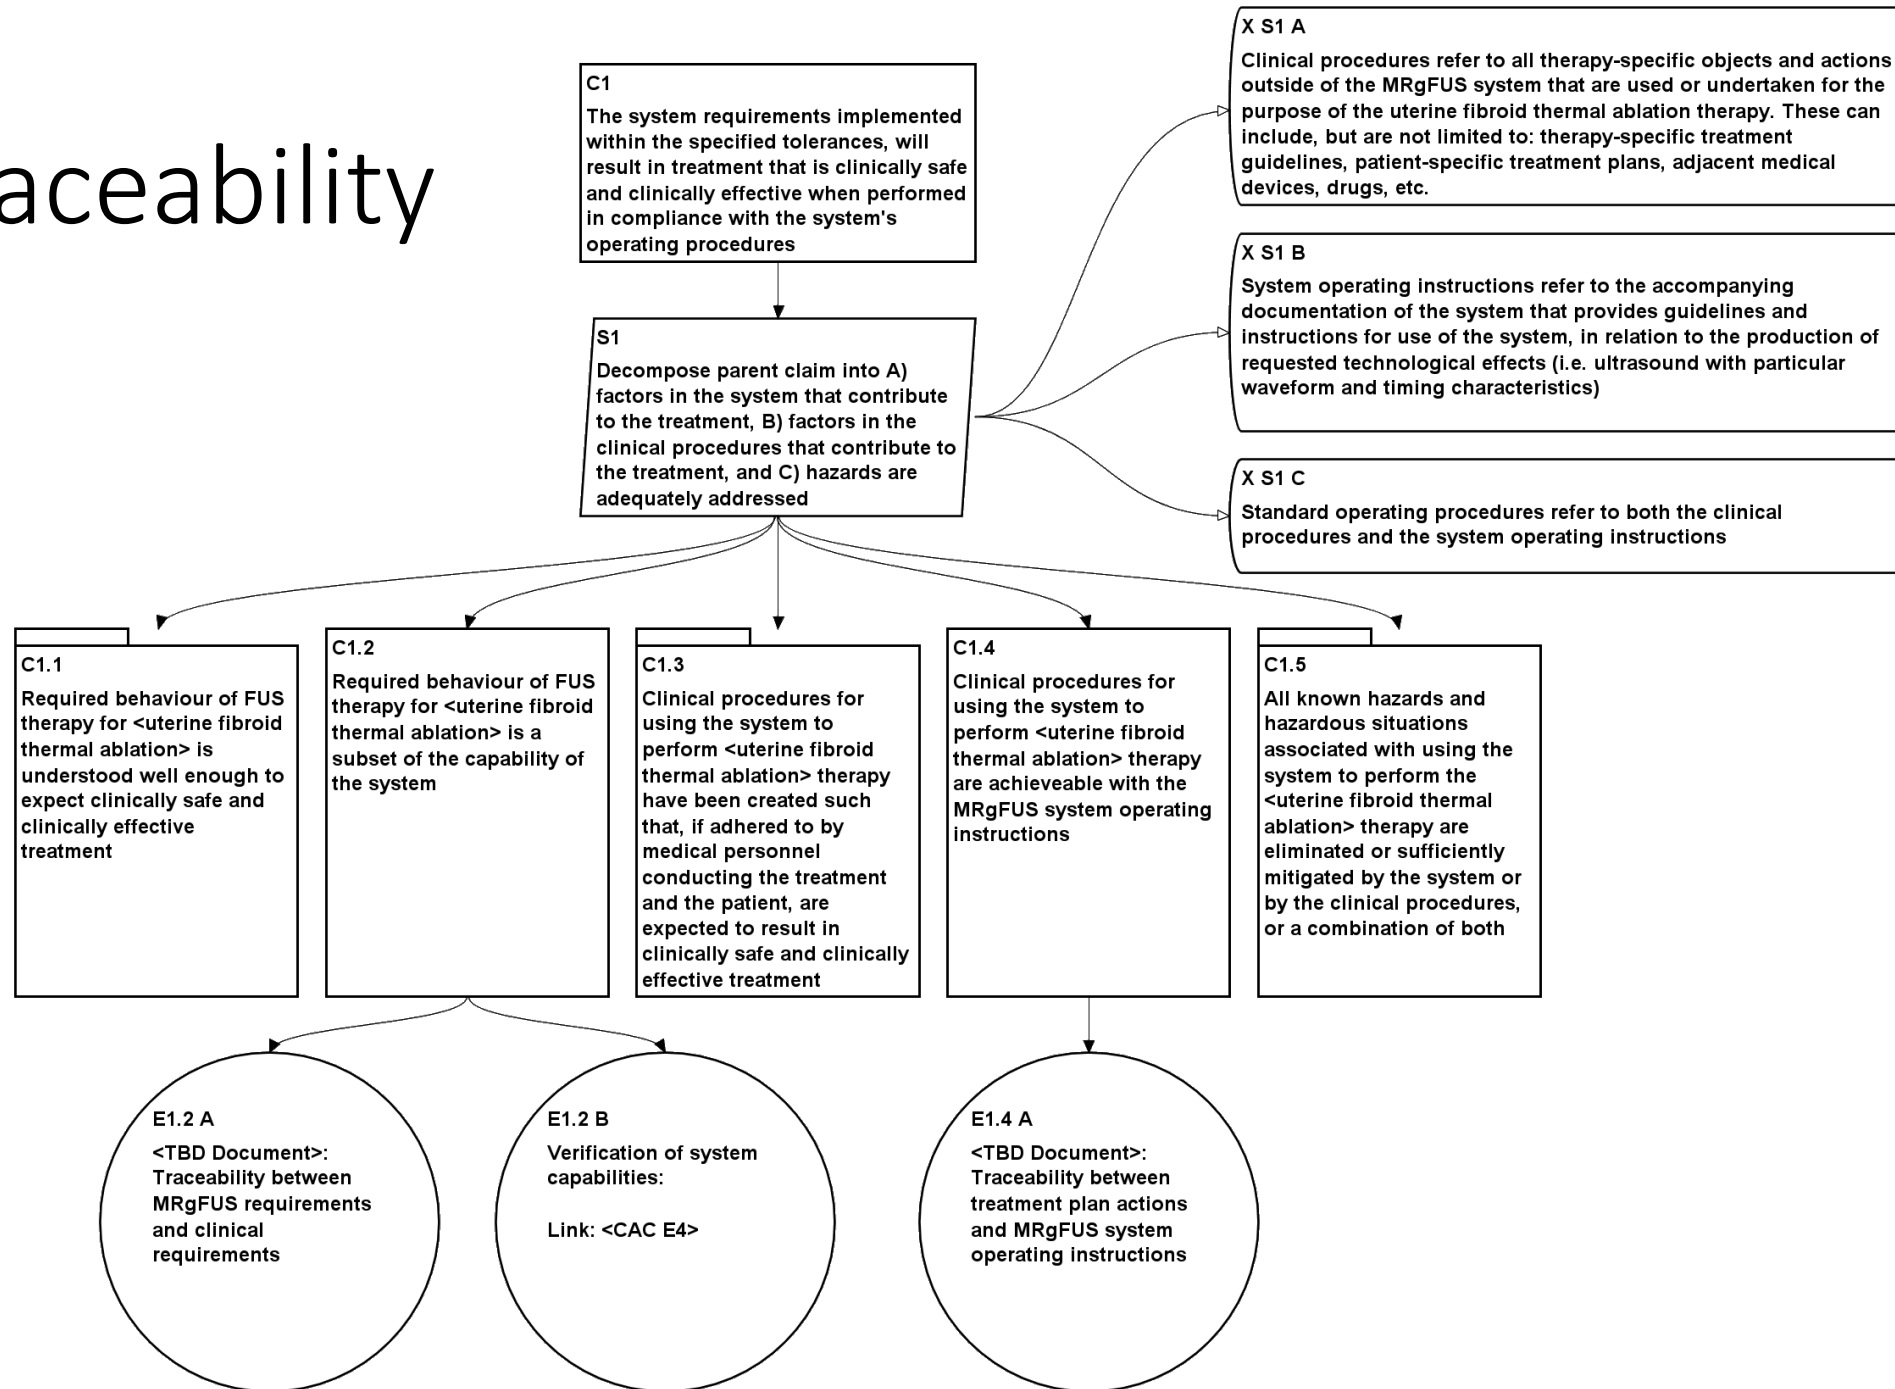 aceability
C1
The system requirements implemented
within the specified tolerances, will
result in treatment that is clinically safe
and clinically effective when performed
in compliance with the system's
operating procedures
X S1 A
Clinical procedures refer to all therapy-specific objects and actions
outside of the MRgFUS system that are used or undertaken for the
purpose of the uterine fibroid thermal ablation therapy. These can
include, but are not limited to: therapy-specific treatment
guidelines, patient-specific treatment plans, adjacent medical
devices, drugs, etc.
S1
Decompose parent claim into A)
factors in the system that contribute
to the treatment, B) factors in the
clinical procedures that contribute to
the treatment, and C) hazards are
adequately addressed
X S1 B
System operating instructions refer to the accompanying
documentation of the system that provides guidelines and
instructions for use of the system, in relation to the production of
requested technological effects (i.e. ultrasound with particular
waveform and timing characteristics)
X S1 C
Standard operating procedures refer to both the clinical
procedures and the system operating instructions
C1.1
Required behaviour of FUS
therapy for <uterine fibroid
thermal ablation> is
understood well enough to
expect clinically safe and
clinically effective
treatment
C1.2
Required behaviour of FUS
therapy for <uterine fibroid
thermal ablation> is a
subset of the capability of
the system
C1.3
Clinical procedures for
using the system to
perform <uterine fibroid
thermal ablation> therapy
have been created such
that, if adhered to by
medical personnel
conducting the treatment
and the patient, are
expected to result in
clinically safe and clinically
effective treatment
C1.4
Clinical procedures for
using the system to
perform <uterine fibroid
thermal ablation> therapy
are achieveable with the
MRgFUS system operating
instructions
C1.5
All known hazards and
hazardous situations
associated with using the
system to perform the
<uterine fibroid thermal
ablation> therapy are
eliminated or sufficiently
mitigated by the system or
by the clinical procedures,
or a combination of both
E1.2 A
<TBD Document>:
Traceability between
MRgFUS requirements
and clinical
requirements
E1.2 B
Verification of system
capabilities:
Link: <CAC E4>
E1.4 A
<TBD Document>:
Traceability between
treatment plan actions
and MRgFUS system
operating instructions